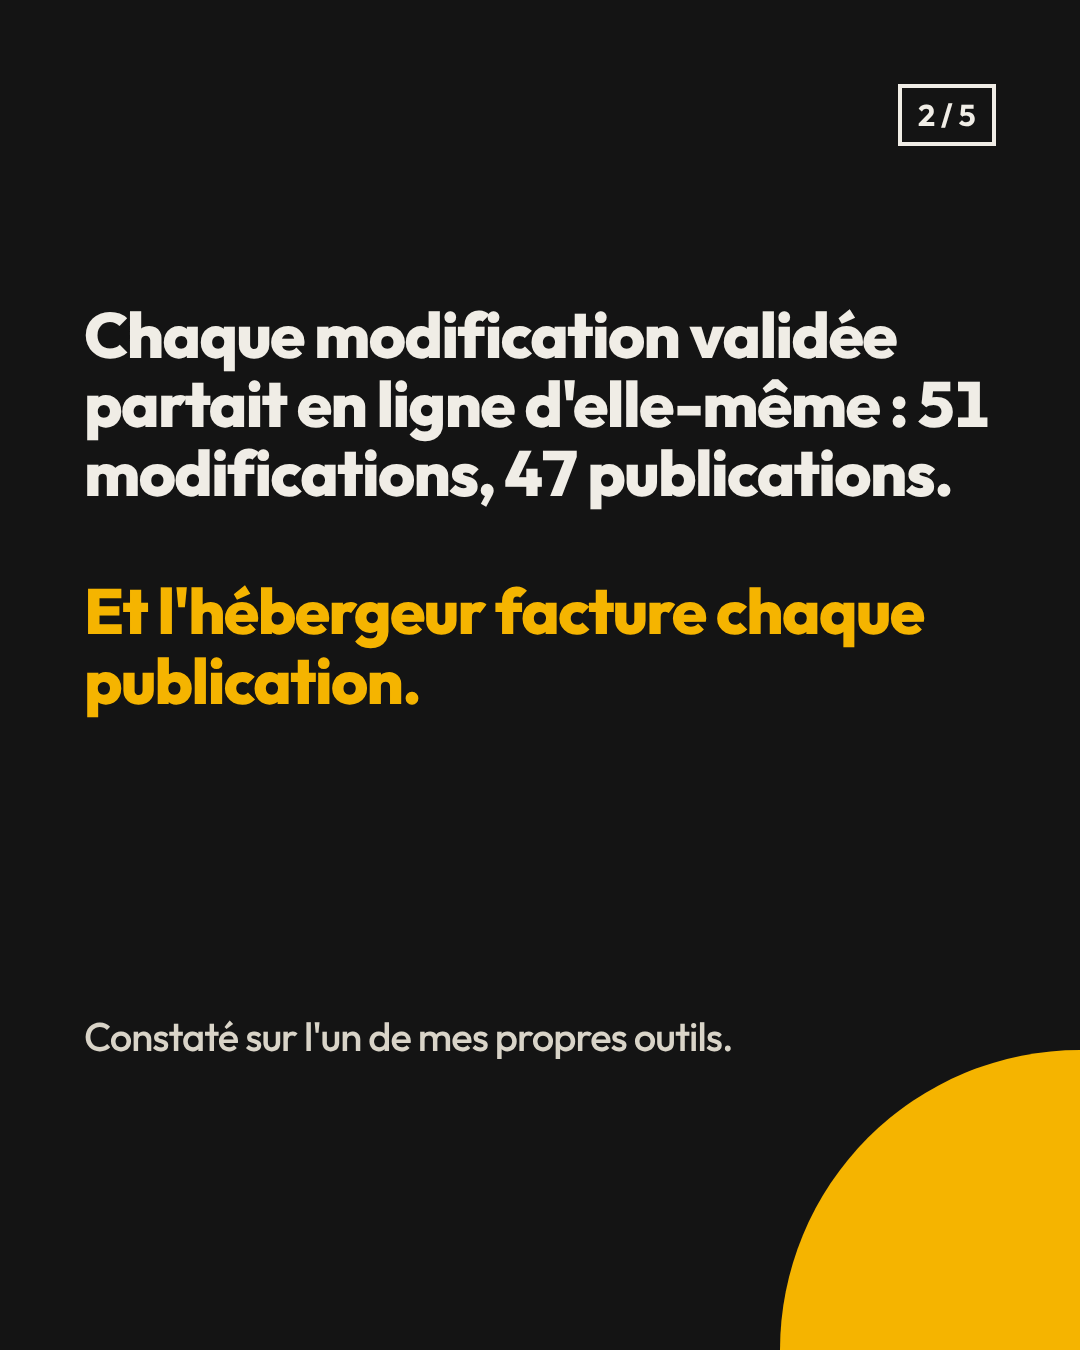 2 / 5
Chaque modification validée
partait en ligne d'elle-même : 51
modifications, 47 publications.
Et l'hébergeur facture chaque
publication.
Constaté sur l'un de mes propres outils.